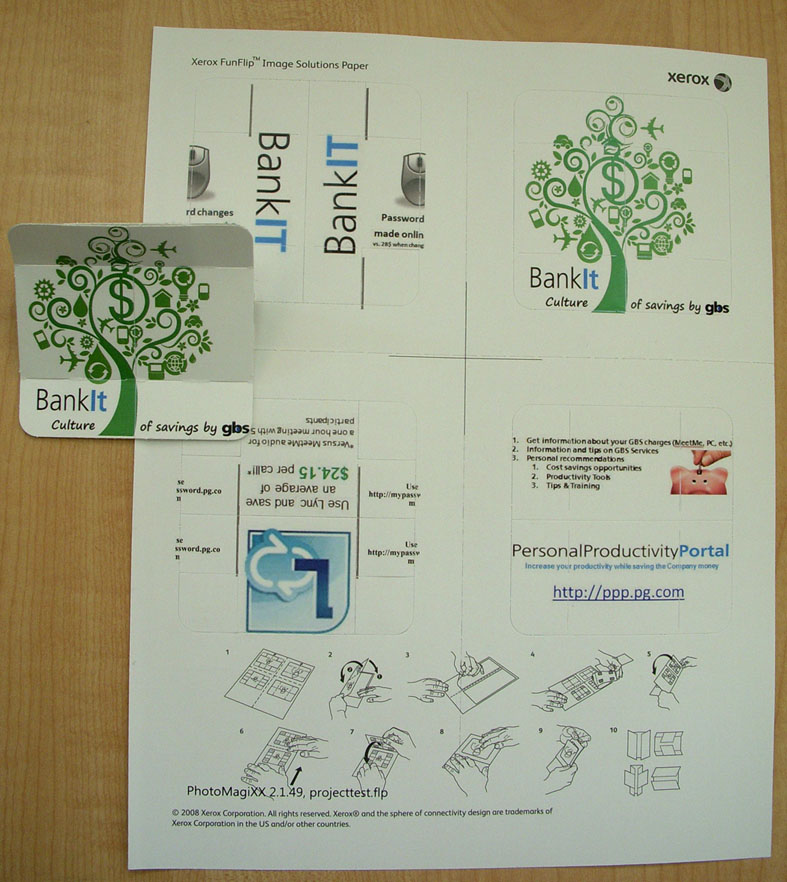 Xerox FunFlip™ Image Solutions Paper
xerox
BankIT
BankIT
rd changes
Password
made onlin
vs. 28$ when chang
$
BankIt
Culture of savings by gbs
$
BankIt
Culture of savings by gbs
*Versus MeetMe audio for
a one hour meeting with 5
participants
Use Lync and save
an average of
$24.15 per call!*
L
se
ssword.pg.co
n
Use
http://mypassw
m
se
ssword.pg.co
n
Use
http://mypassw
m
1. Get information about your GBS charges (MeetMe, PC, etc.)
2. Information and tips on GBS Services
3. Personal recommendations
1. Cost savings opportunities
2. Productivity Tools
3. Tips & Training
PersonalProductivityPortal
Increase your productivity while saving the Company money
http://ppp.pg.com
1 2 3 4 5
6 7 8 9 10
PhotoMagiXX 2.1.49, projecttest.flp
© 2008 Xerox Corporation. All rights reserved. Xerox® and the sphere of connectivity design are trademarks of
Xerox Corporation in the US and/or other countries.